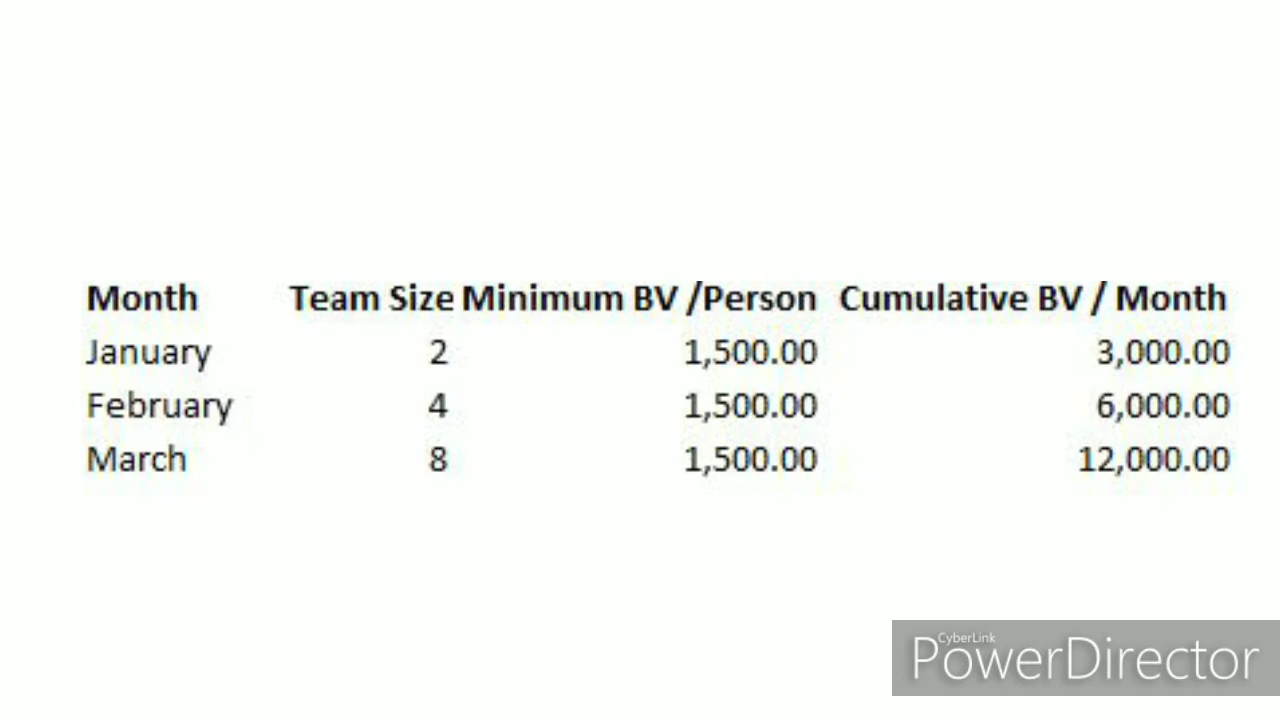 Month Team Size Minimum BV /Person Cumulative BV / Month
January 2 1,500.00 3,000.00
February 4 1,500.00 6,000.00
March 8 1,500.00 12,000.00
CyberLink
PowerDirector